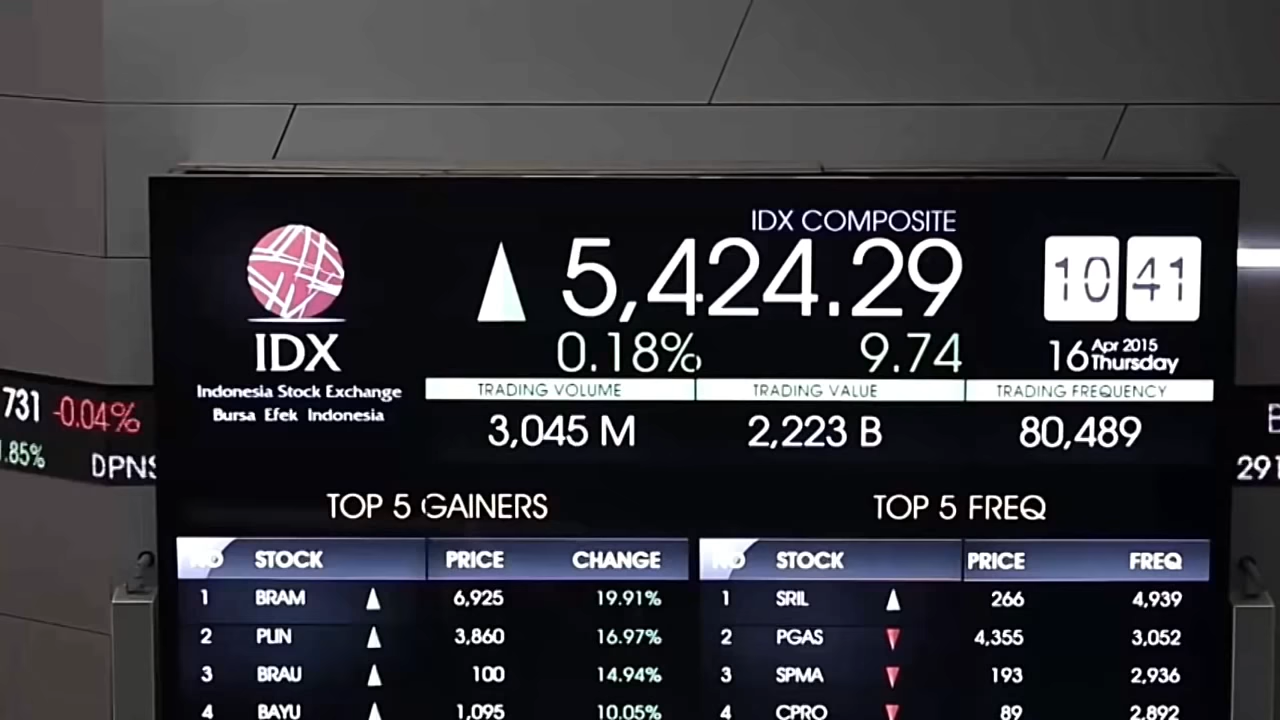 IDX COMPOSITE
5,424.29
10 41
0.18% 9.74
16 Apr 2015 Thursday
IDX
Indonesia Stock Exchange
Bursa Efek Indonesia
TRADING VOLUME TRADING VALUE TRADING FREQUENCY
3,045 M 2,223 B 80,489
731 -0.04%
.85% DPNS
291
TOP 5 GAINERS
NO STOCK PRICE CHANGE
1 BRAM 6,925 19.91%
2 PLIN 3,860 16.97%
3 BRAU 100 14.94%
4 BAYU 1,095 10.05%
TOP 5 FREQ
NO STOCK PRICE FREQ
1 SRIL 266 4,939
2 PGAS 4,355 3,052
3 SPMA 193 2,936
4 CPRO 89 2,892